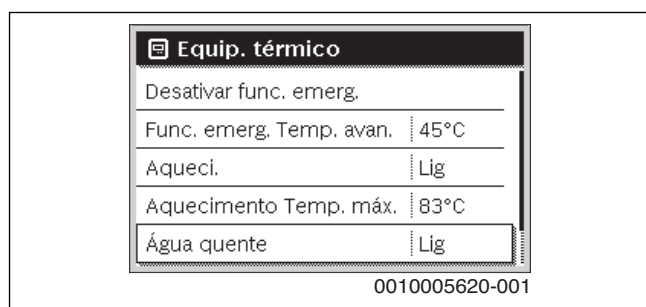 Equip. térmico
Desativar func. emerg.
Func. emerg. Temp. avan. 45°C
Aqueci. Lig
Aquecimento Temp. máx. 83°C
Água quente Lig
0010005620-001